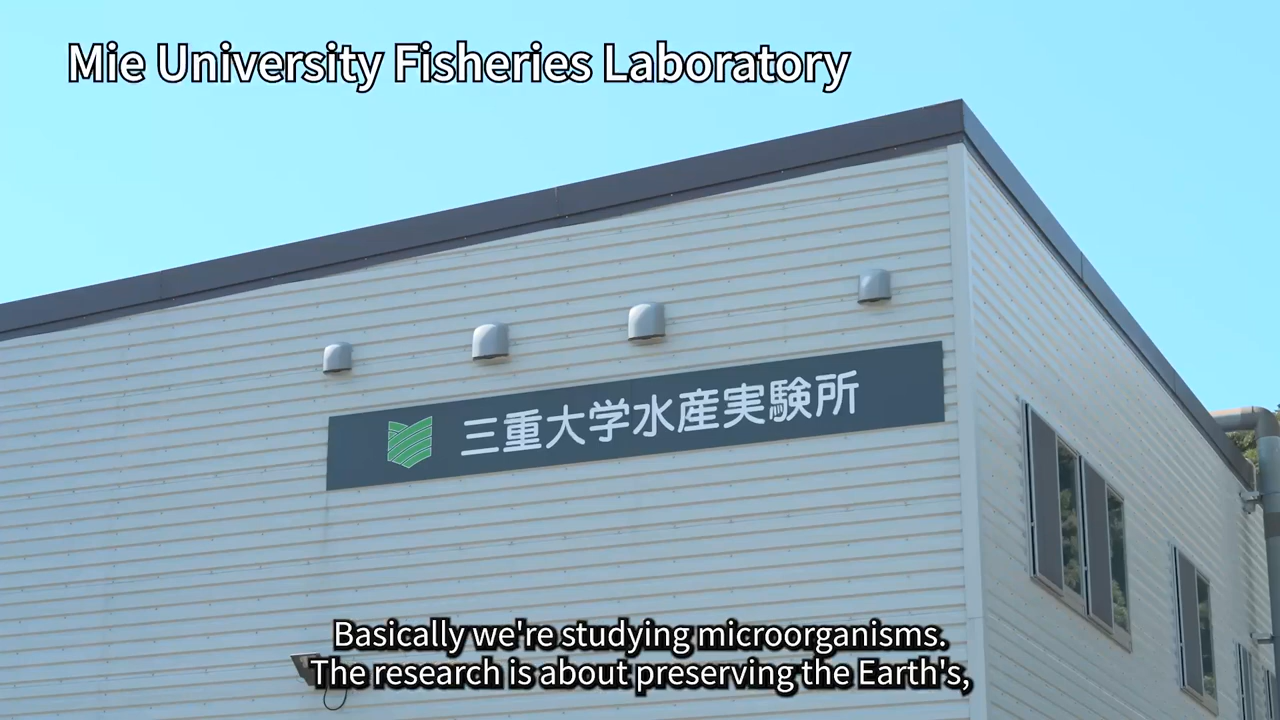 Mie University Fisheries Laboratory
三重大学水産実験所
Basically we're studying microorganisms.
The research is about preserving the Earth's,